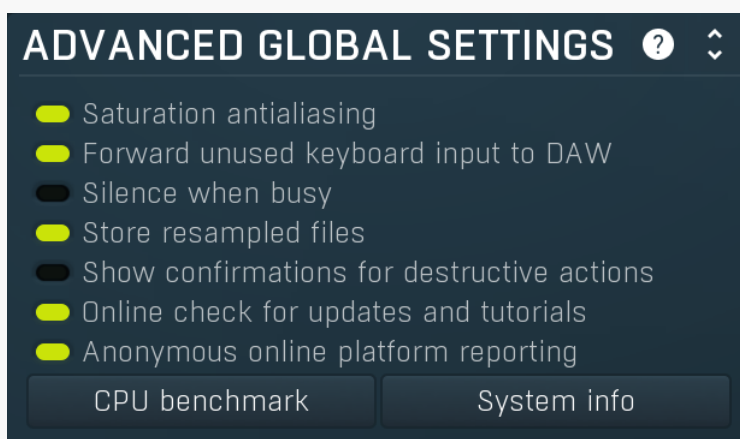 ADVANCED GLOBAL SETTINGS ?
Saturation antialiasing
Forward unused keyboard input to DAW
Silence when busy
Store resampled files
Show confirmations for destructive actions
Online check for updates and tutorials
Anonymous online platform reporting
CPU benchmark System info